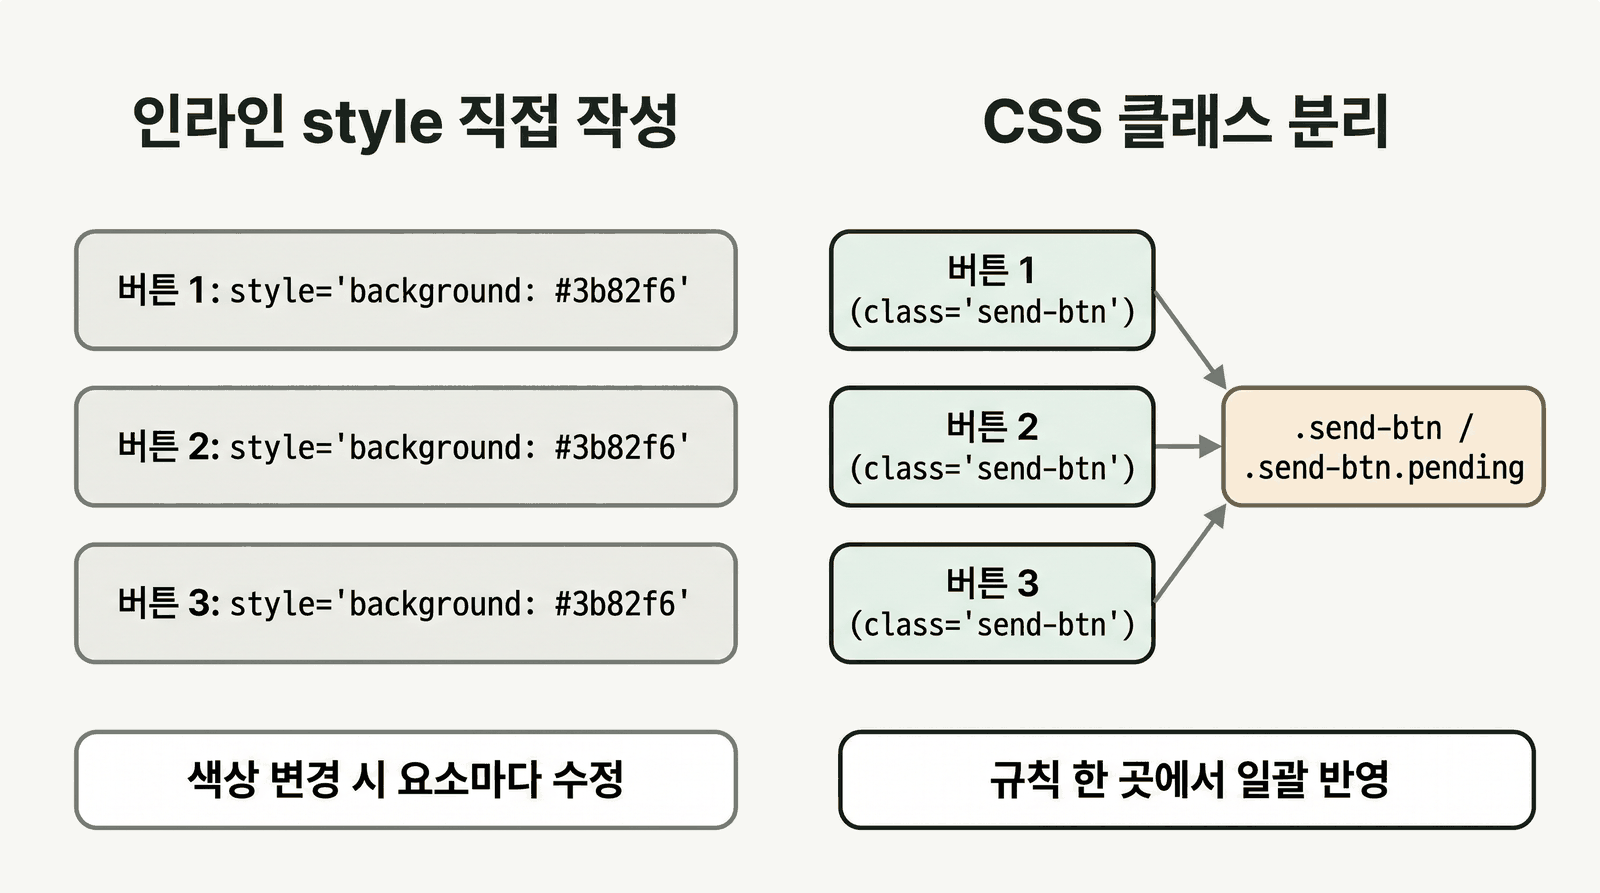 인라인 style 직접 작성
버튼 1: style='background: #3b82f6'
버튼 2: style='background: #3b82f6'
버튼 3: style='background: #3b82f6'
색상 변경 시 요소마다 수정
CSS 클래스 분리
버튼 1
(class='send-btn')
버튼 2
(class='send-btn')
버튼 3
(class='send-btn')
.send-btn /
.send-btn.pending
규칙 한 곳에서 일괄 반영